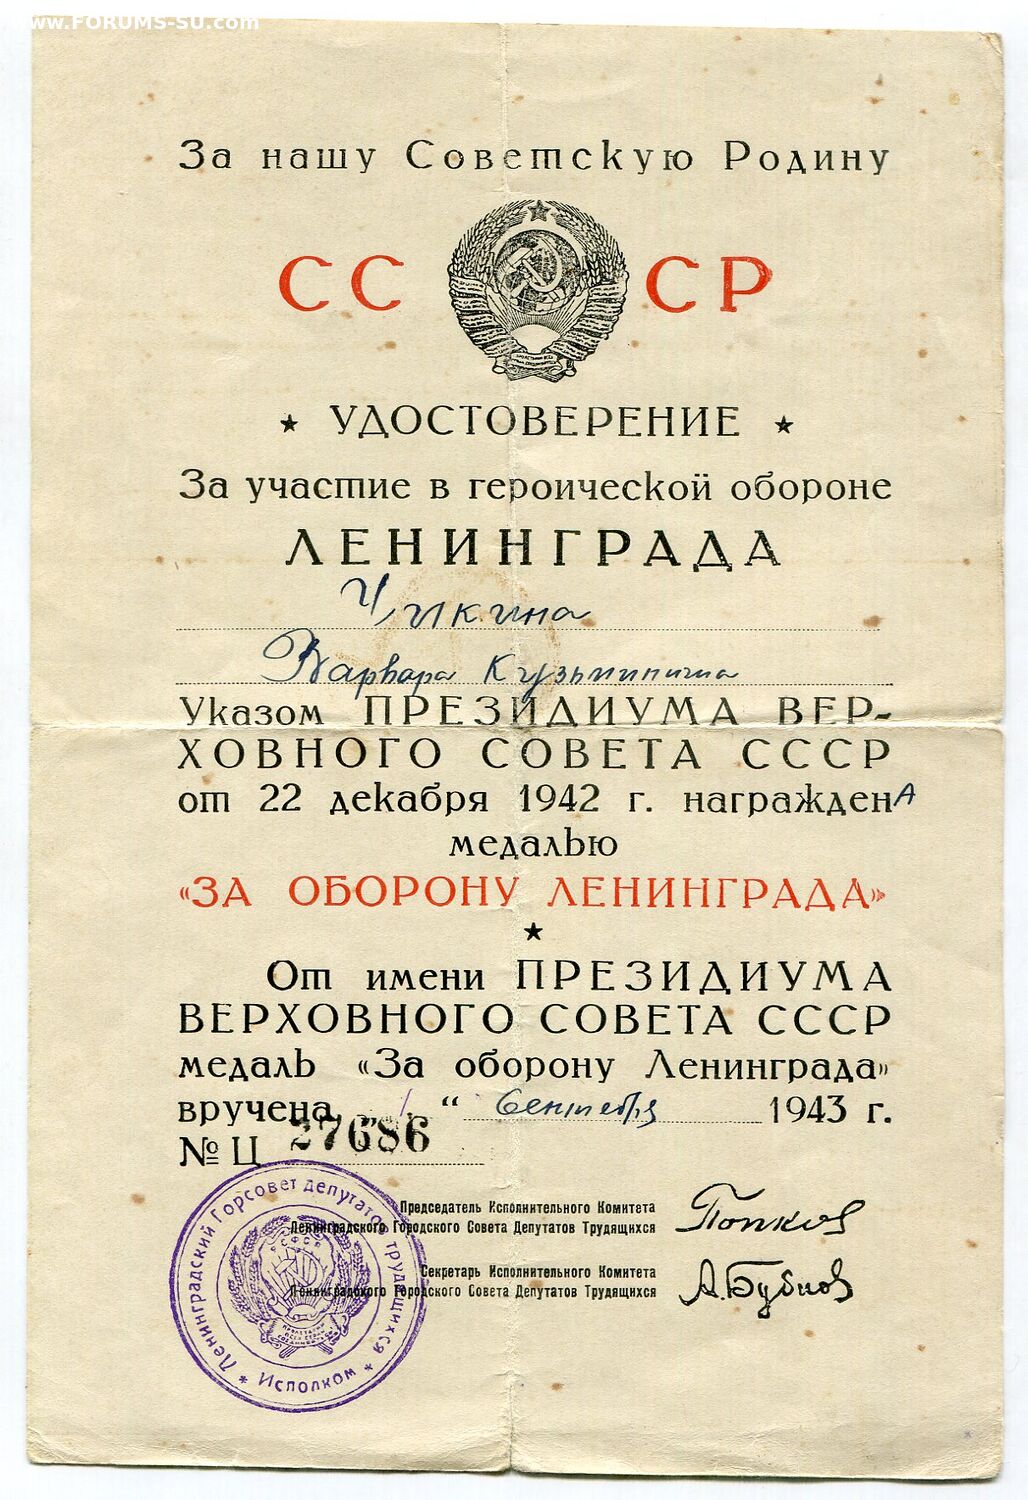 www.FORUMS-SU.com
За нашу Советскую Родину
СС СР
★ УДОСТОВЕРЕНИЕ ★
За участие в героической обороне
ЛЕНИНГРАДА
Чикина
Варвара Кузьминична
Указом ПРЕЗИДИУМА ВЕР-
ХОВНОГО СОВЕТА СССР
от 22 декабря 1942 г. награжденА
медалью
«ЗА ОБОРОНУ ЛЕНИНГРАДА»
★
От имени ПРЕЗИДИУМА
ВЕРХОВНОГО СОВЕТА СССР
медаль «За оборону Ленинграда»
вручена 1 “ Сентября 1943 г.
№ Ц 27686
Председатель Исполнительного Комитета
Ленинградского Городского Совета Депутатов Трудящихся
Попков
Секретарь Исполнительного Комитета
Ленинградского Городского Совета Депутатов Трудящихся
А.Бубнов
Ленинградский Горсовет депутатов трудящихся
★ Исполком ★
РСФСР